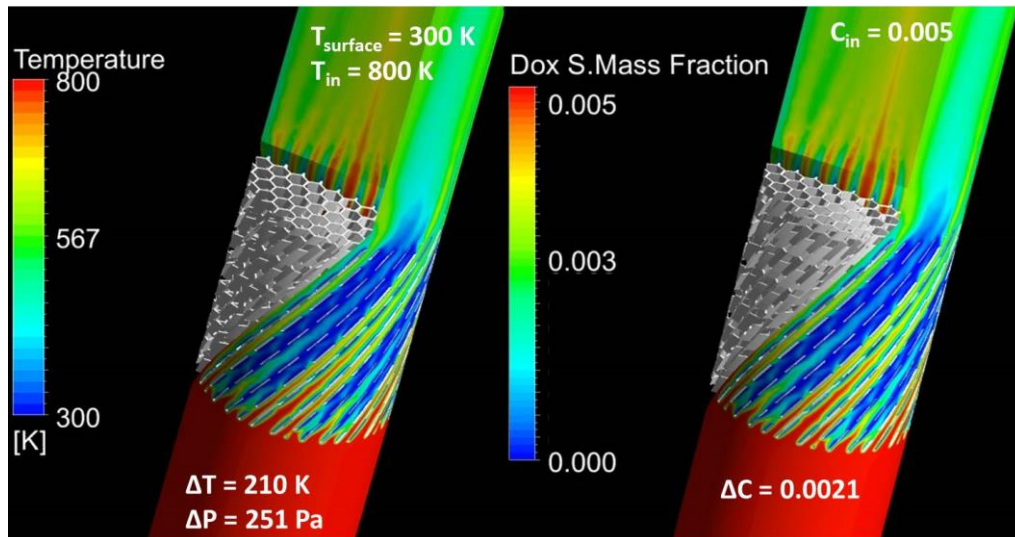 Temperature
800
567
300
[K]
T_surface = 300 K
T_in = 800 K
ΔT = 210 K
ΔP = 251 Pa
Dox S.Mass Fraction
0.005
0.003
0.000
C_in = 0.005
ΔC = 0.0021